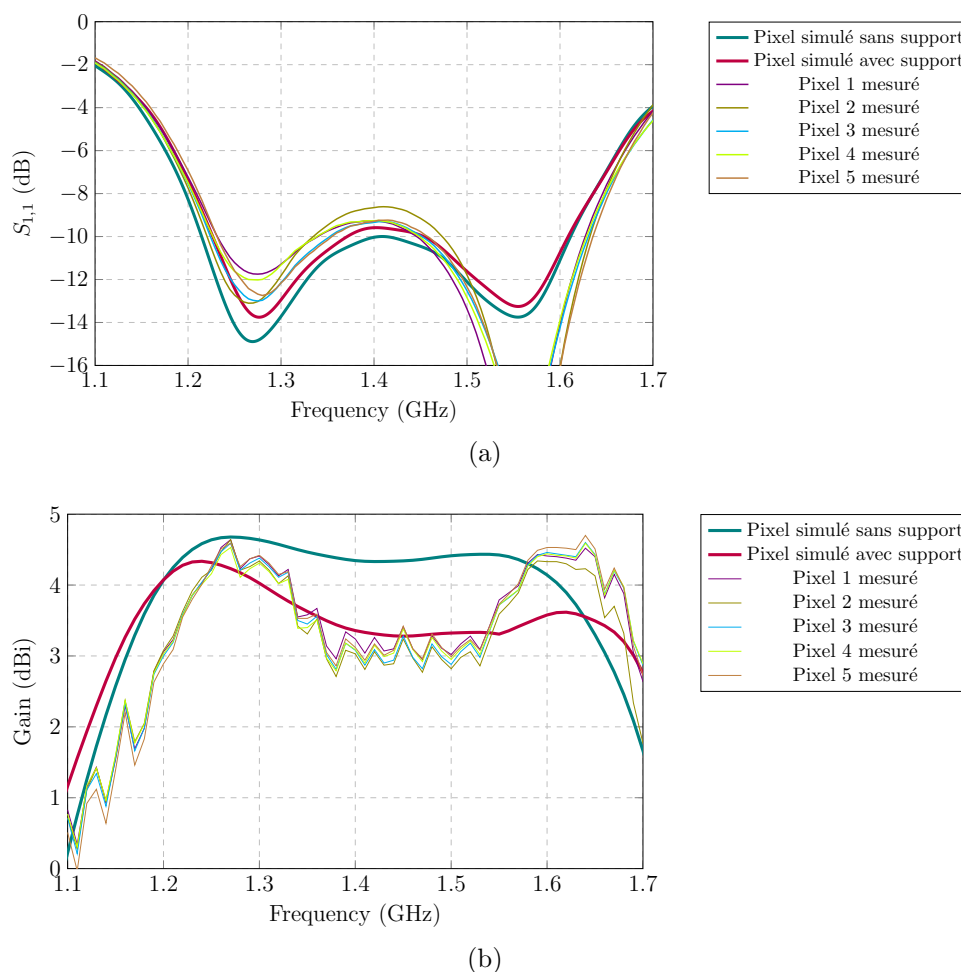 0
−2
−4
−6
−8
−10
−12
−14
−16
S1,1 (dB)
1.1 1.2 1.3 1.4 1.5 1.6 1.7
Frequency (GHz)
Pixel simulé sans support
Pixel simulé avec support
Pixel 1 mesuré
Pixel 2 mesuré
Pixel 3 mesuré
Pixel 4 mesuré
Pixel 5 mesuré
(a)
5
4
3
2
1
0
Gain (dBi)
1.1 1.2 1.3 1.4 1.5 1.6 1.7
Frequency (GHz)
Pixel simulé sans support
Pixel simulé avec support
Pixel 1 mesuré
Pixel 2 mesuré
Pixel 3 mesuré
Pixel 4 mesuré
Pixel 5 mesuré
(b)